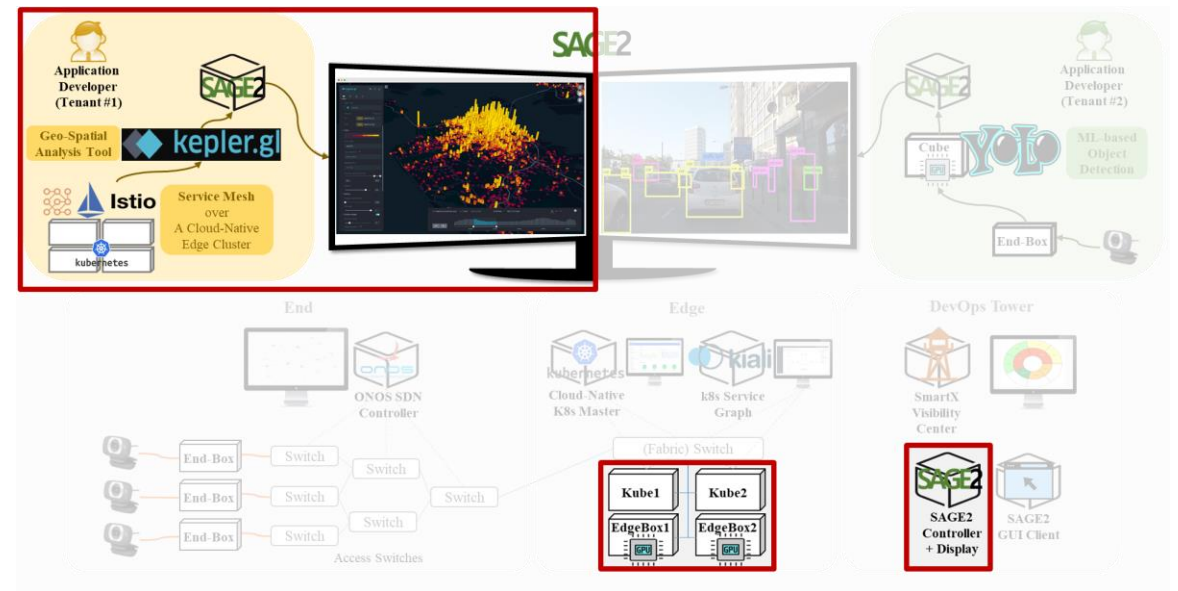 SAGE2
Application
Developer
(Tenant #1)
SAGE2
Geo-Spatial
Analysis Tool
kepler.gl
Istio
Service Mesh
over
A Cloud-Native
Edge Cluster
kubernetes
Application
Developer
(Tenant #2)
SAGE2
Cube
GPU
YOLO
ML-based
Object
Detection
End-Box
End
ONOS
ONOS SDN
Controller
End-Box
Switch
End-Box
Switch
End-Box
Switch
Switch
Switch
Switch
Access Switches
Edge
kubernetes
Cloud-Native
K8s Master
kiali
k8s Service
Graph
(Fabric) Switch
Kube1
Kube2
EdgeBox1
GPU
EdgeBox2
GPU
DevOps Tower
SmartX
Visibility
Center
SAGE2
SAGE2
Controller
+ Display
SAGE2
GUI Client